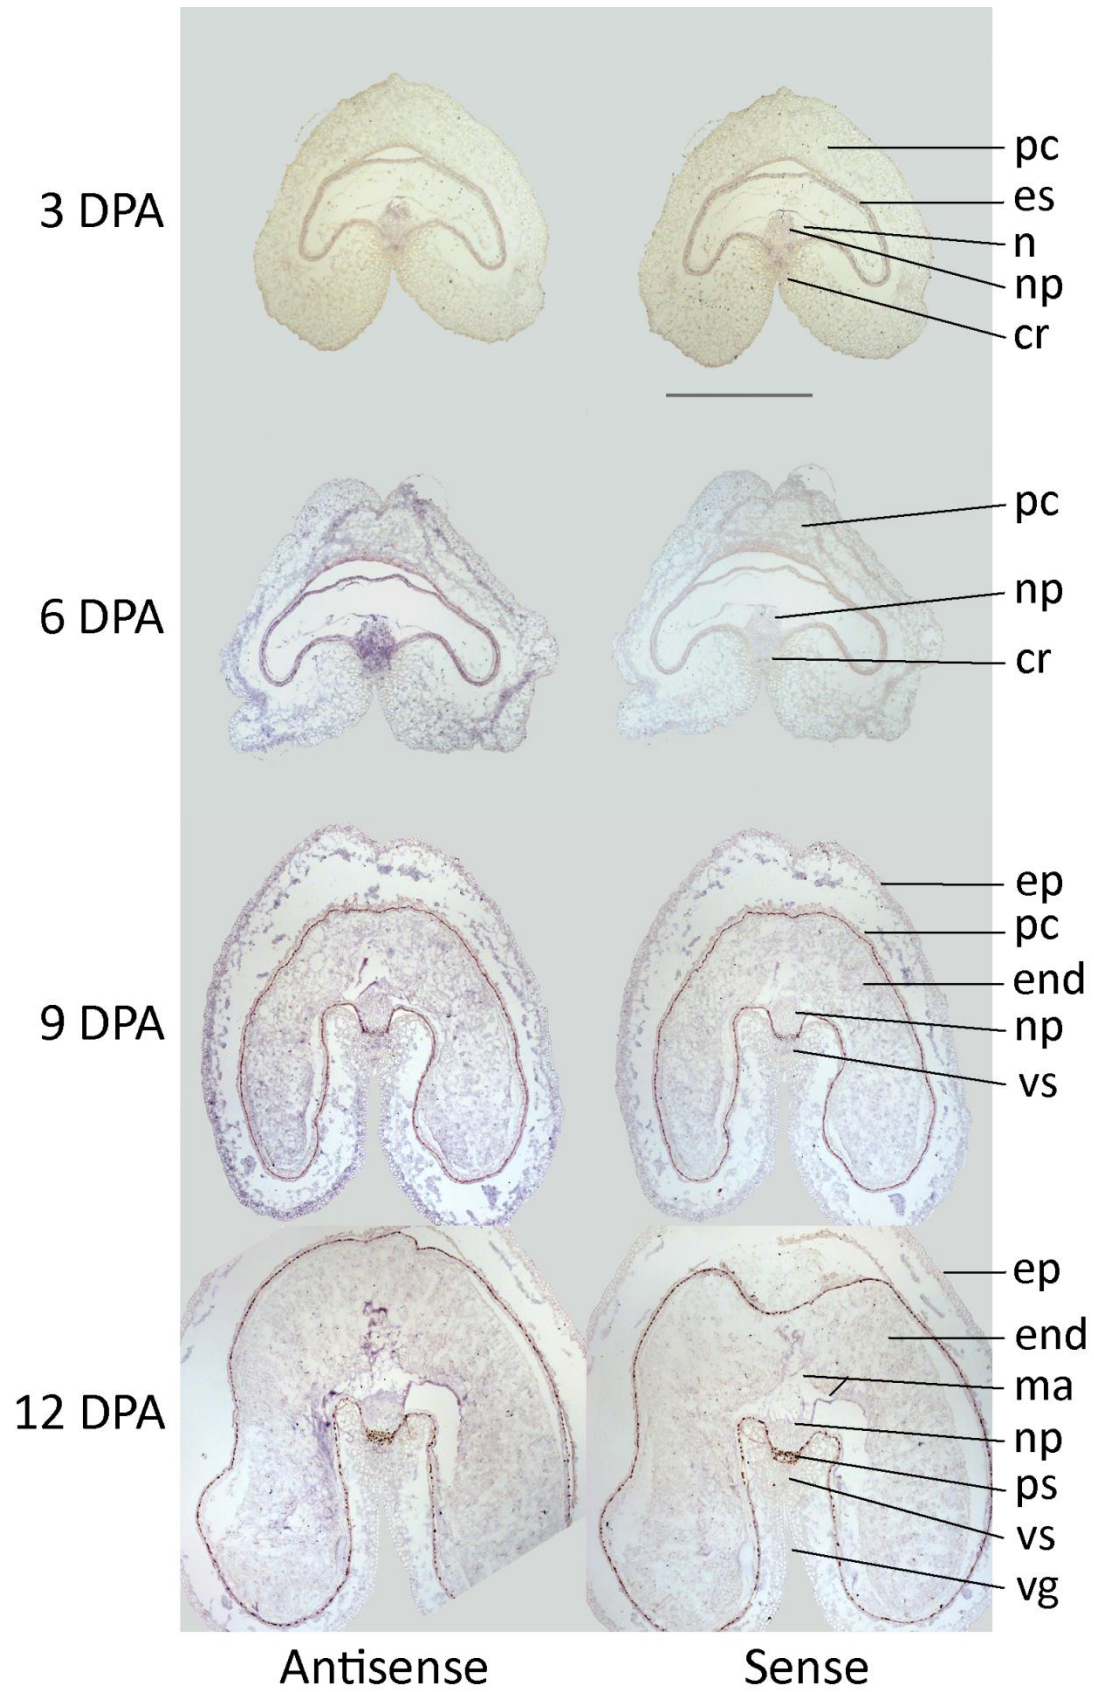 3 DPA
pc
es
n
np
cr
6 DPA
pc
np
cr
9 DPA
ep
pc
end
np
vs
12 DPA
ep
end
ma
np
ps
vs
vg
Antisense Sense